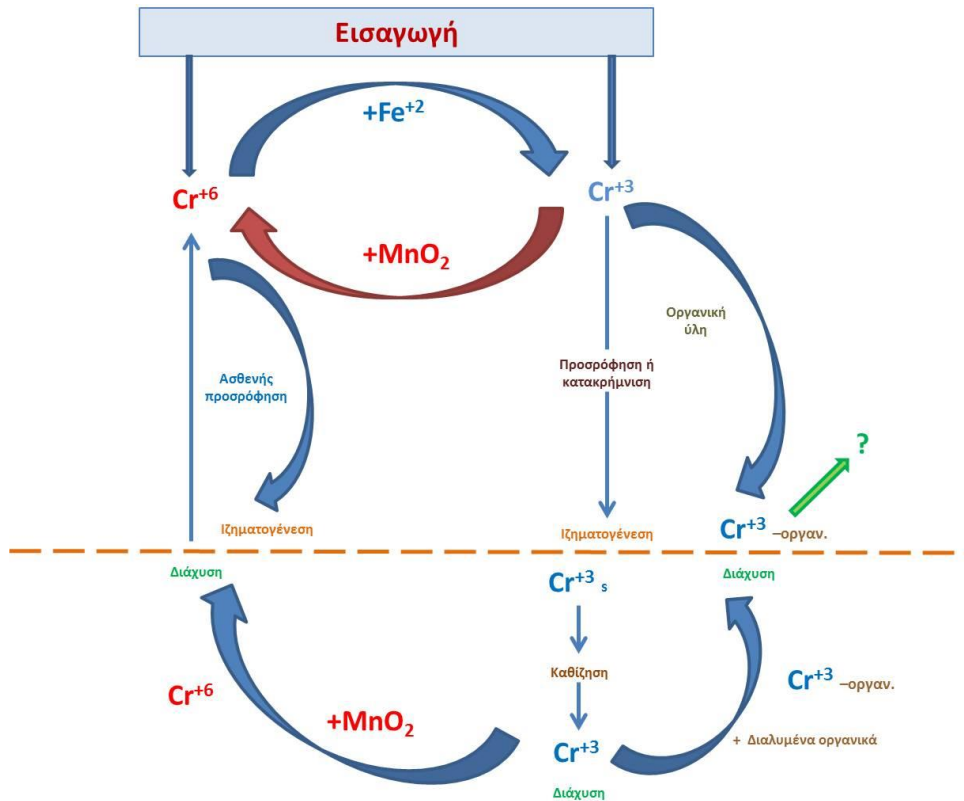 Εισαγωγή
+Fe+2
Cr+6
Cr+3
+MnO2
Οργανική
ύλη
Προσρόφηση ή
κατακρήμνιση
Ασθενής
προσρόφηση
?
Ιζηματογένεση
Ιζηματογένεση
Cr+3 –οργαν.
Διάχυση
Cr+3 s
Διάχυση
Καθίζηση
Cr+6
Cr+3 –οργαν.
+MnO2
+ Διαλυμένα οργανικά
Cr+3
Διάχυση